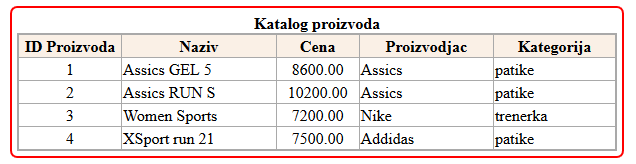 Katalog proizvoda
ID Proizvoda Naziv Cena Proizvodjac Kategorija
1 Assics GEL 5 8600.00 Assics patike
2 Assics RUN S 10200.00 Assics patike
3 Women Sports 7200.00 Nike trenerka
4 XSport run 21 7500.00 Addidas patike